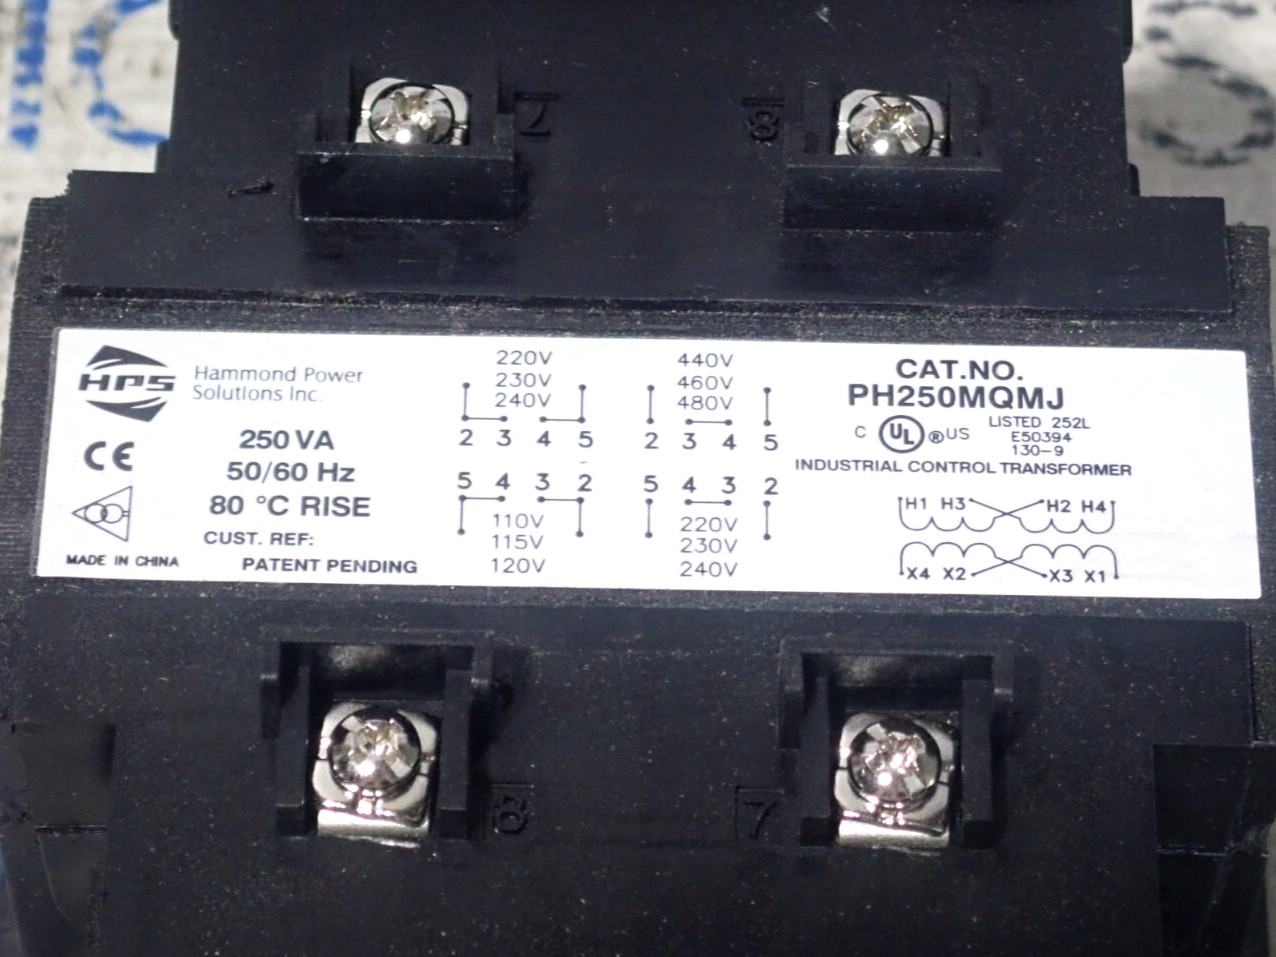 7
8
HPS
Hammond Power
Solutions Inc.
CE
MADE IN CHINA
250 VA
50/60 Hz
80 °C RISE
CUST. REF:
PATENT PENDING
220V
230V
240V
2 3 4 5
5 4 3 2
110V
115V
120V
440V
460V
480V
2 3 4 5
5 4 3 2
220V
230V
240V
CAT.NO.
PH250MQMJ
C UL ® US
LISTED 252L
E50394
130-9
INDUSTRIAL CONTROL TRANSFORMER
H1 H3 H2 H4
X4 X2 X3 X1
8
7